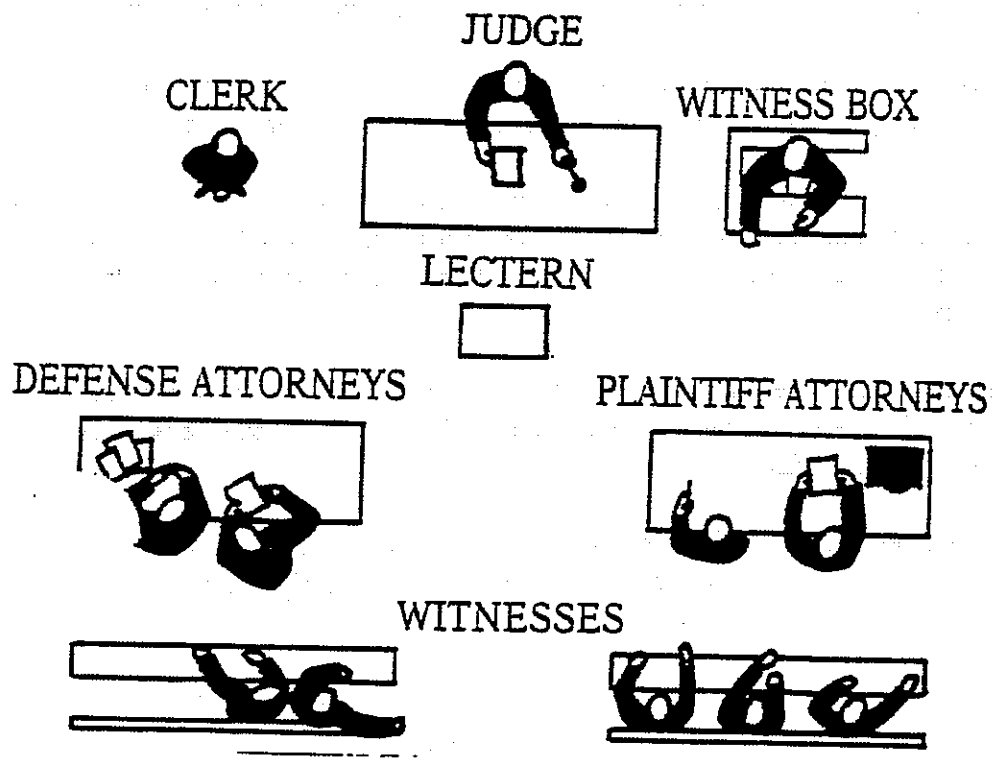 JUDGE
CLERK
WITNESS BOX
LECTERN
DEFENSE ATTORNEYS
PLAINTIFF ATTORNEYS
WITNESSES